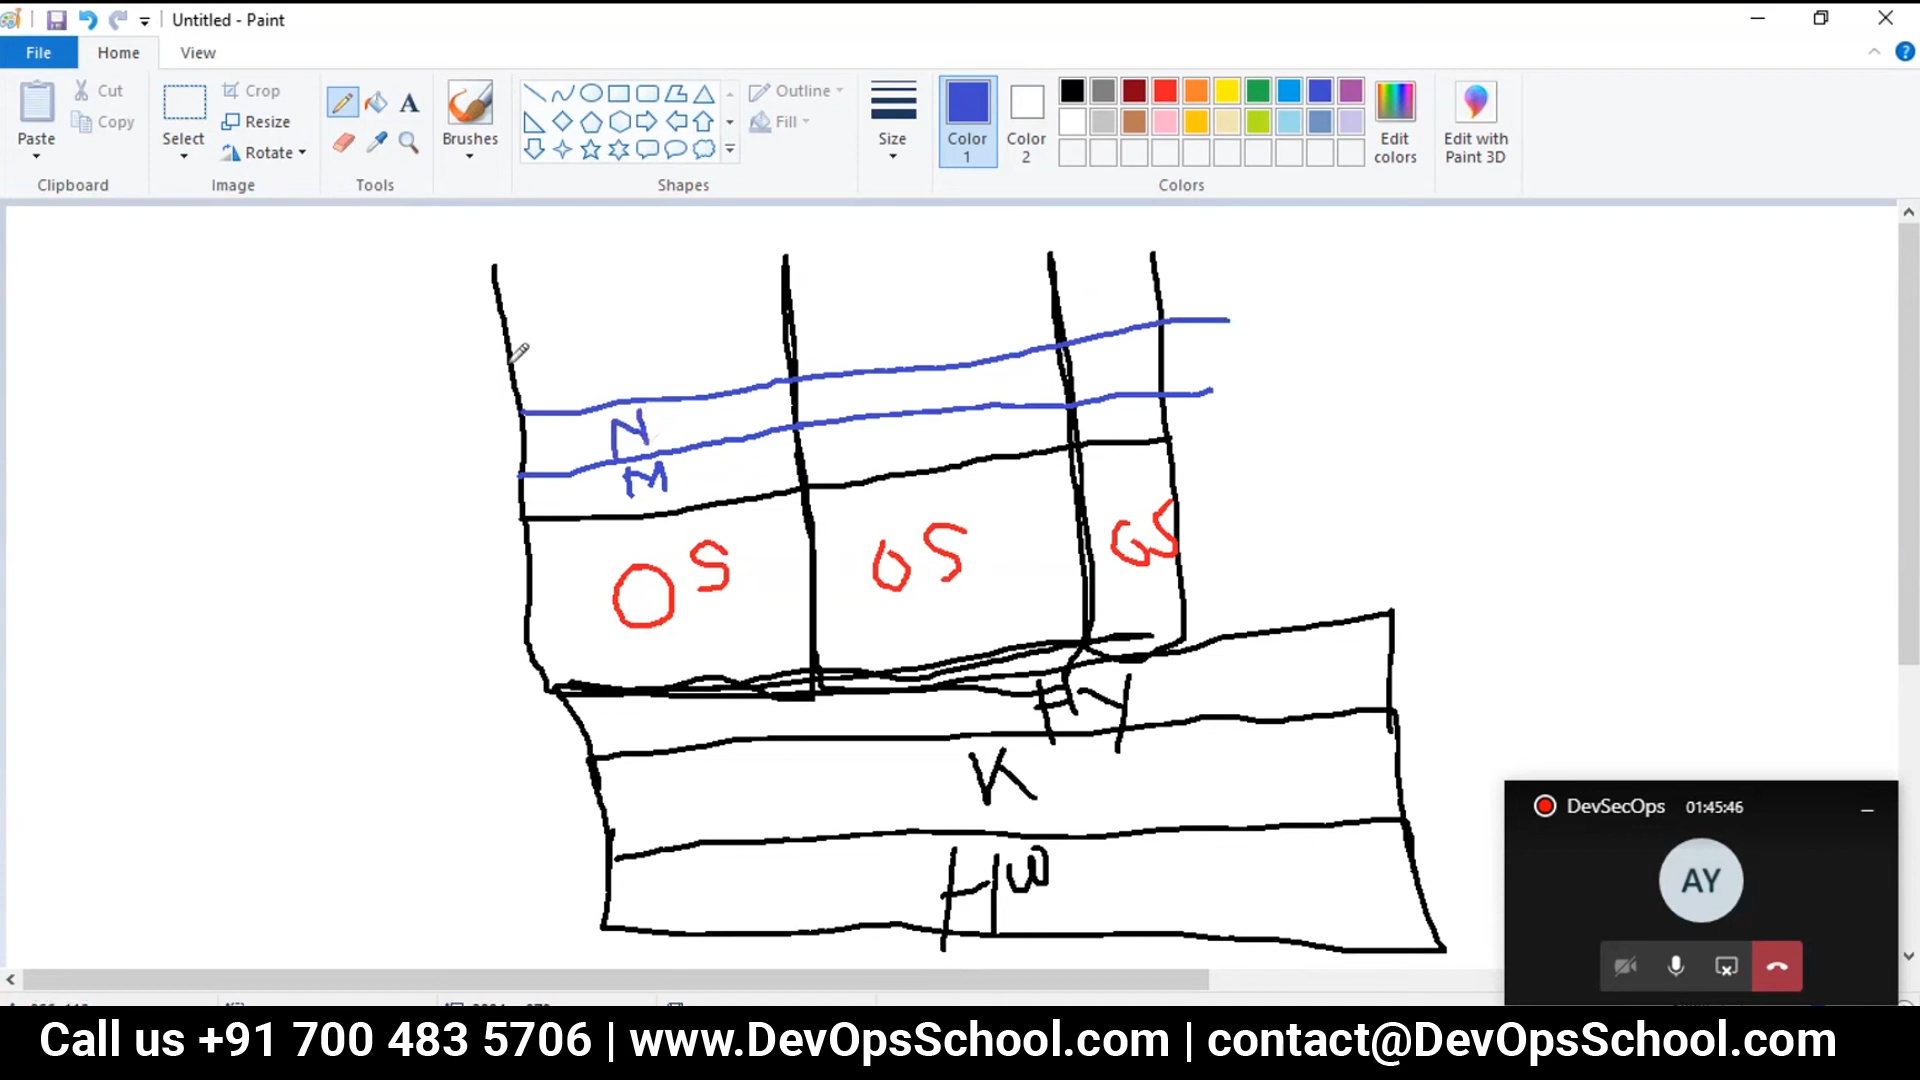 Untitled - Paint
File
Home
View
Paste
Cut
Copy
Clipboard
Select
Crop
Resize
Rotate
Image
A
Tools
Brushes
Outline
Fill
Shapes
Size
Color 1
Color 2
Edit colors
Edit with Paint 3D
Colors
N
M
OS
OS
OS
HY
K
HW
DevSecOps 01:45:46
AY
Call us +91 700 483 5706 | www.DevOpsSchool.com | contact@DevOpsSchool.com